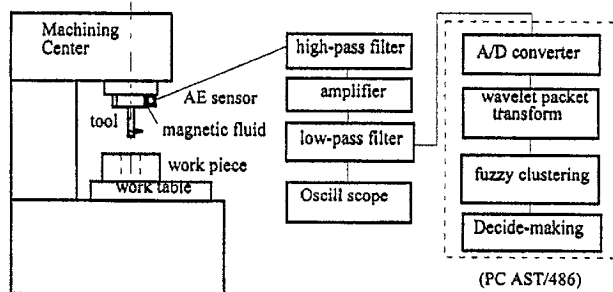 Machining
Center
AE sensor
tool
magnetic fluid
work piece
work table
high-pass filter
amplifier
low-pass filter
Oscill scope
A/D converter
wavelet packet
transform
fuzzy clustering
Decide-making
(PC AST/486)